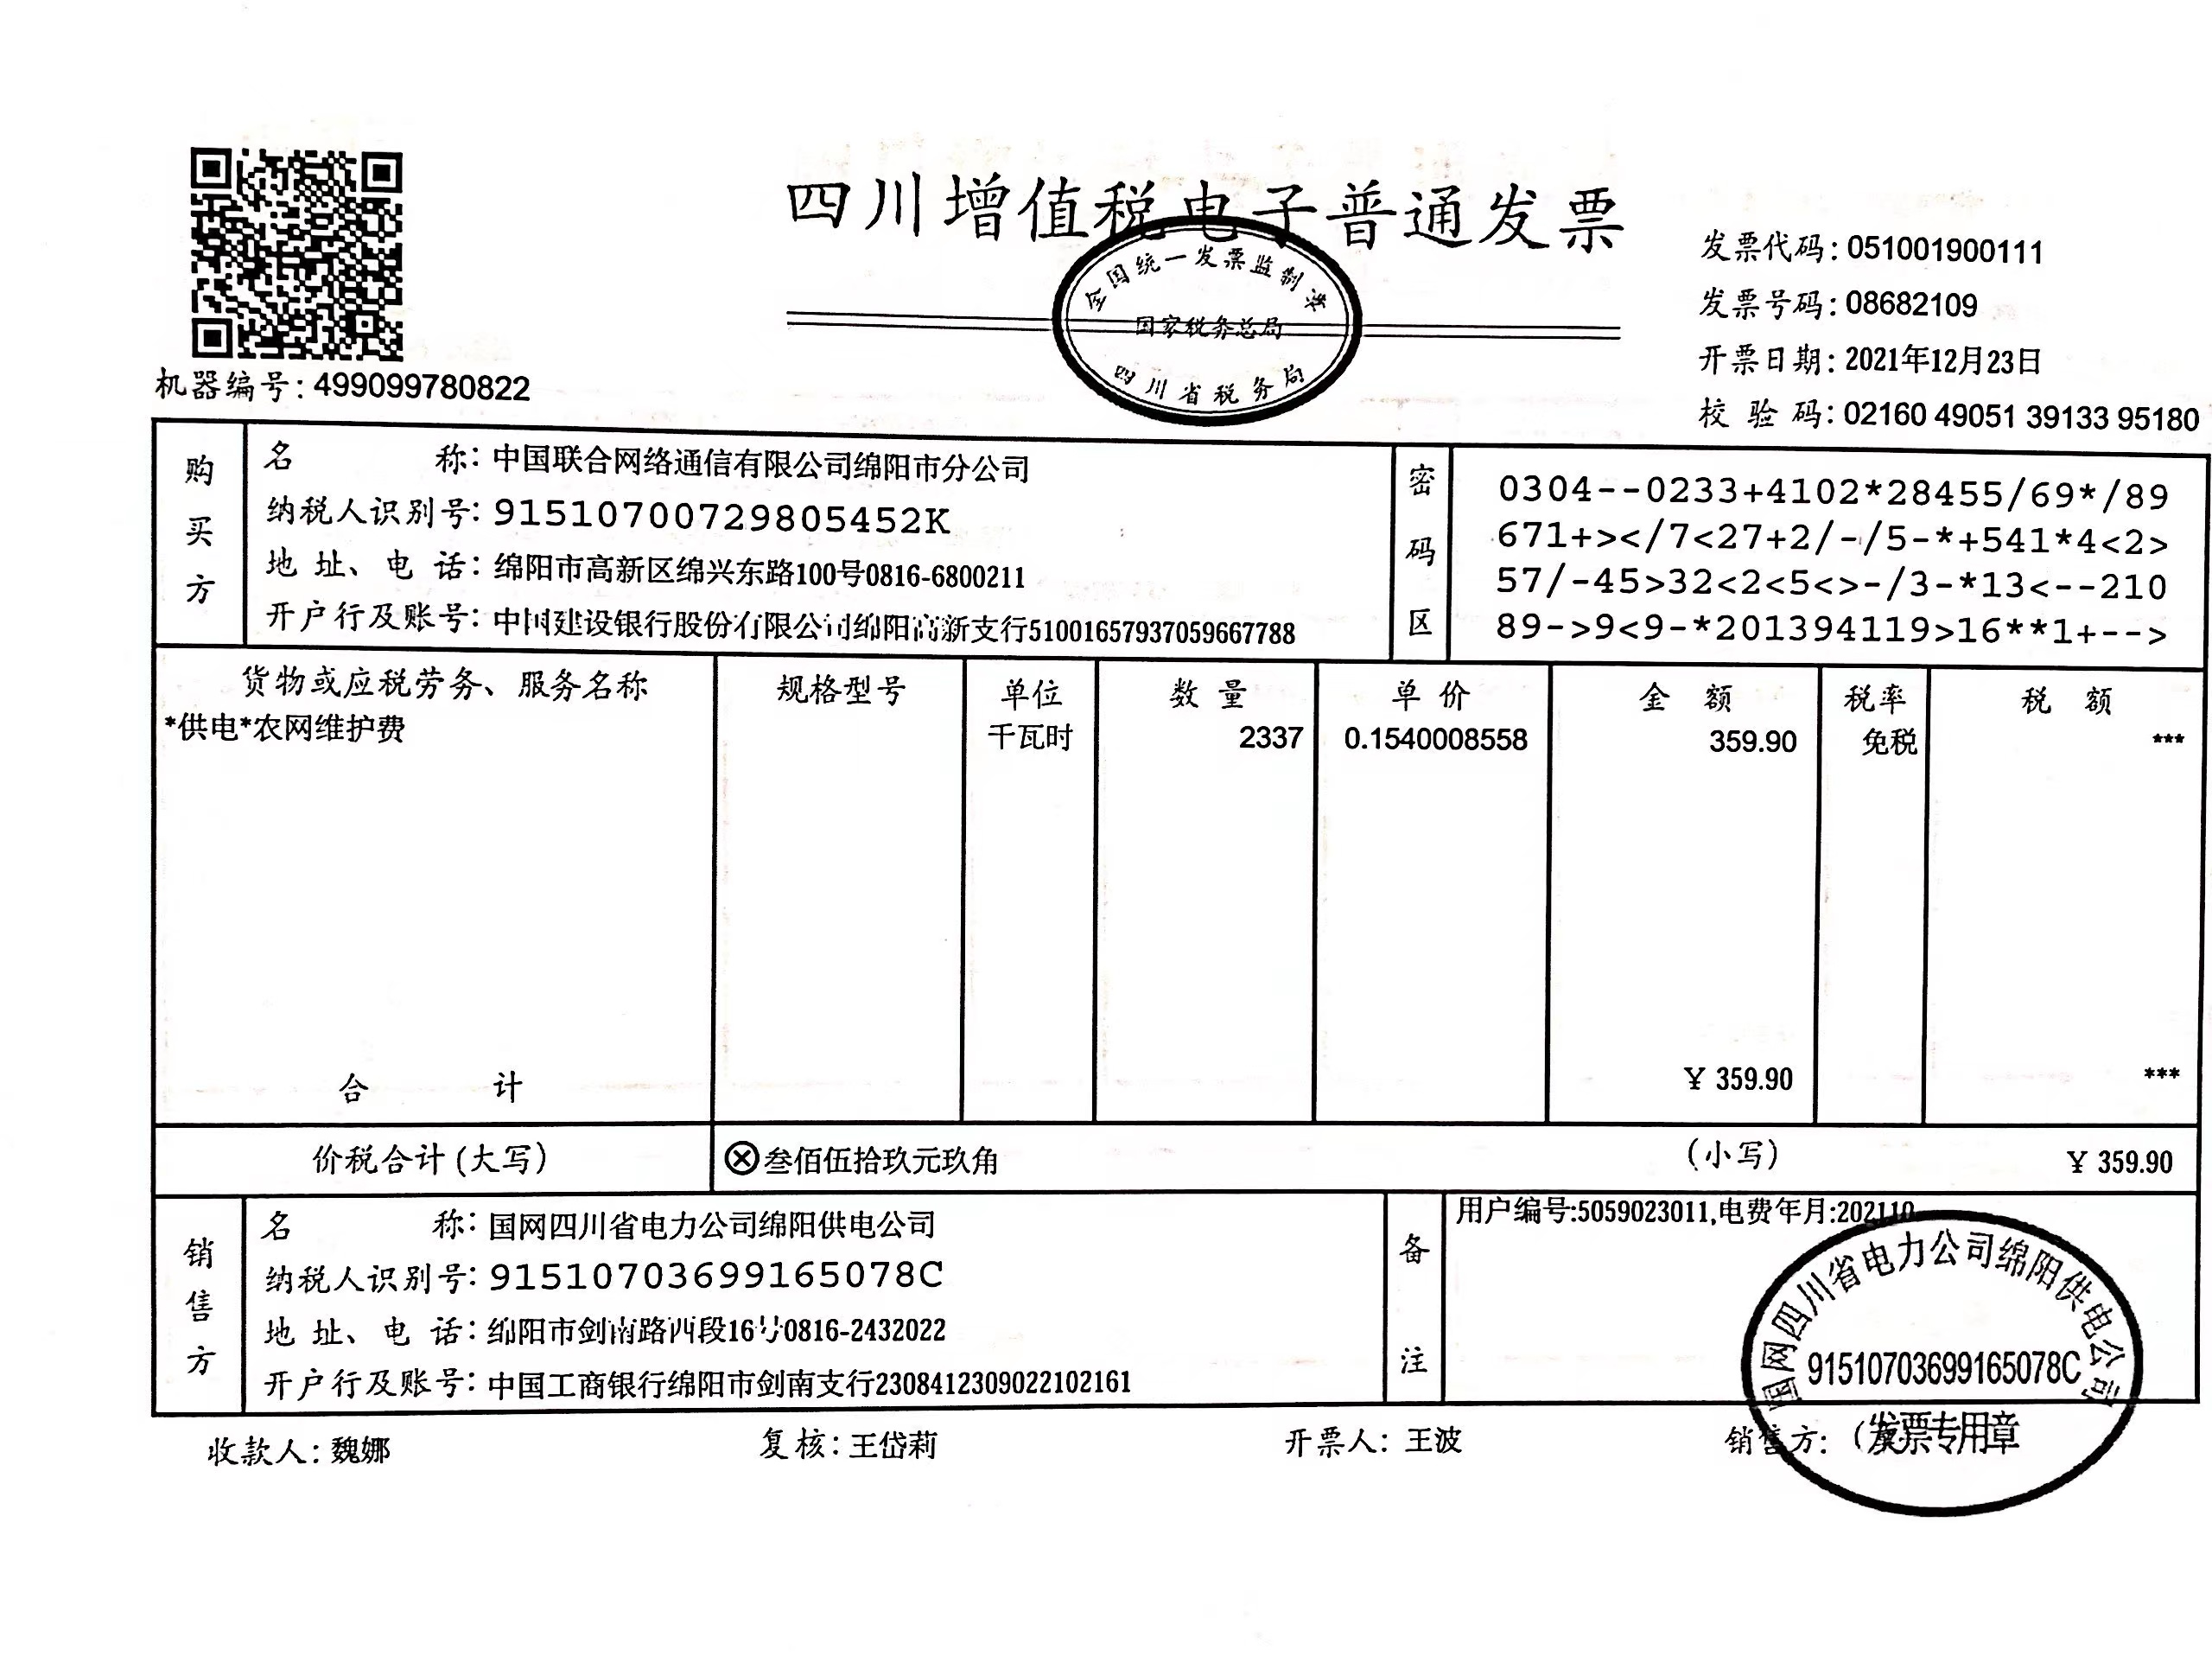 四川增值税电子普通发票
全国统一发票监制章
国家税务总局
四川省税务局
发票代码:051001900111
发票号码:08682109
开票日期:2021年12月23日
校验码:02160 49051 39133 95180
机器编号:499099780822
购买方
名称:中国联合网络通信有限公司绵阳市分公司
纳税人识别号:91510700729805452K
地址、电话:绵阳市高新区绵兴东路100号0816-6800211
开户行及账号:中国建设银行股份有限公司绵阳高新支行51001657937059667788
密码区
0304--0233+4102*28455/69*/89
671+></7<27+2/-/5-*+541*4<2>
57/-45>32<2<5<>-/3-*13<--210
89->9<9-*201394119>16**1+-->
货物或应税劳务、服务名称 规格型号 单位 数量 单价 金额 税率 税额
*供电*农网维护费 千瓦时 2337 0.1540008558 359.90 免税 ***
合计 ¥ 359.90 ***
价税合计(大写) ⊗叁佰伍拾玖元玖角 (小写) ¥ 359.90
销售方
名称:国网四川省电力公司绵阳供电公司
纳税人识别号:91510703699165078C
地址、电话:绵阳市剑南路西段16号0816-2432022
开户行及账号:中国工商银行绵阳市剑南支行2308412309022102161
备注
用户编号:5059023011,电费年月:202110
国网四川省电力公司绵阳供电公司
91510703699165078C
发票专用章
收款人:魏娜 复核:王岱莉 开票人:王波 销售方:(章)